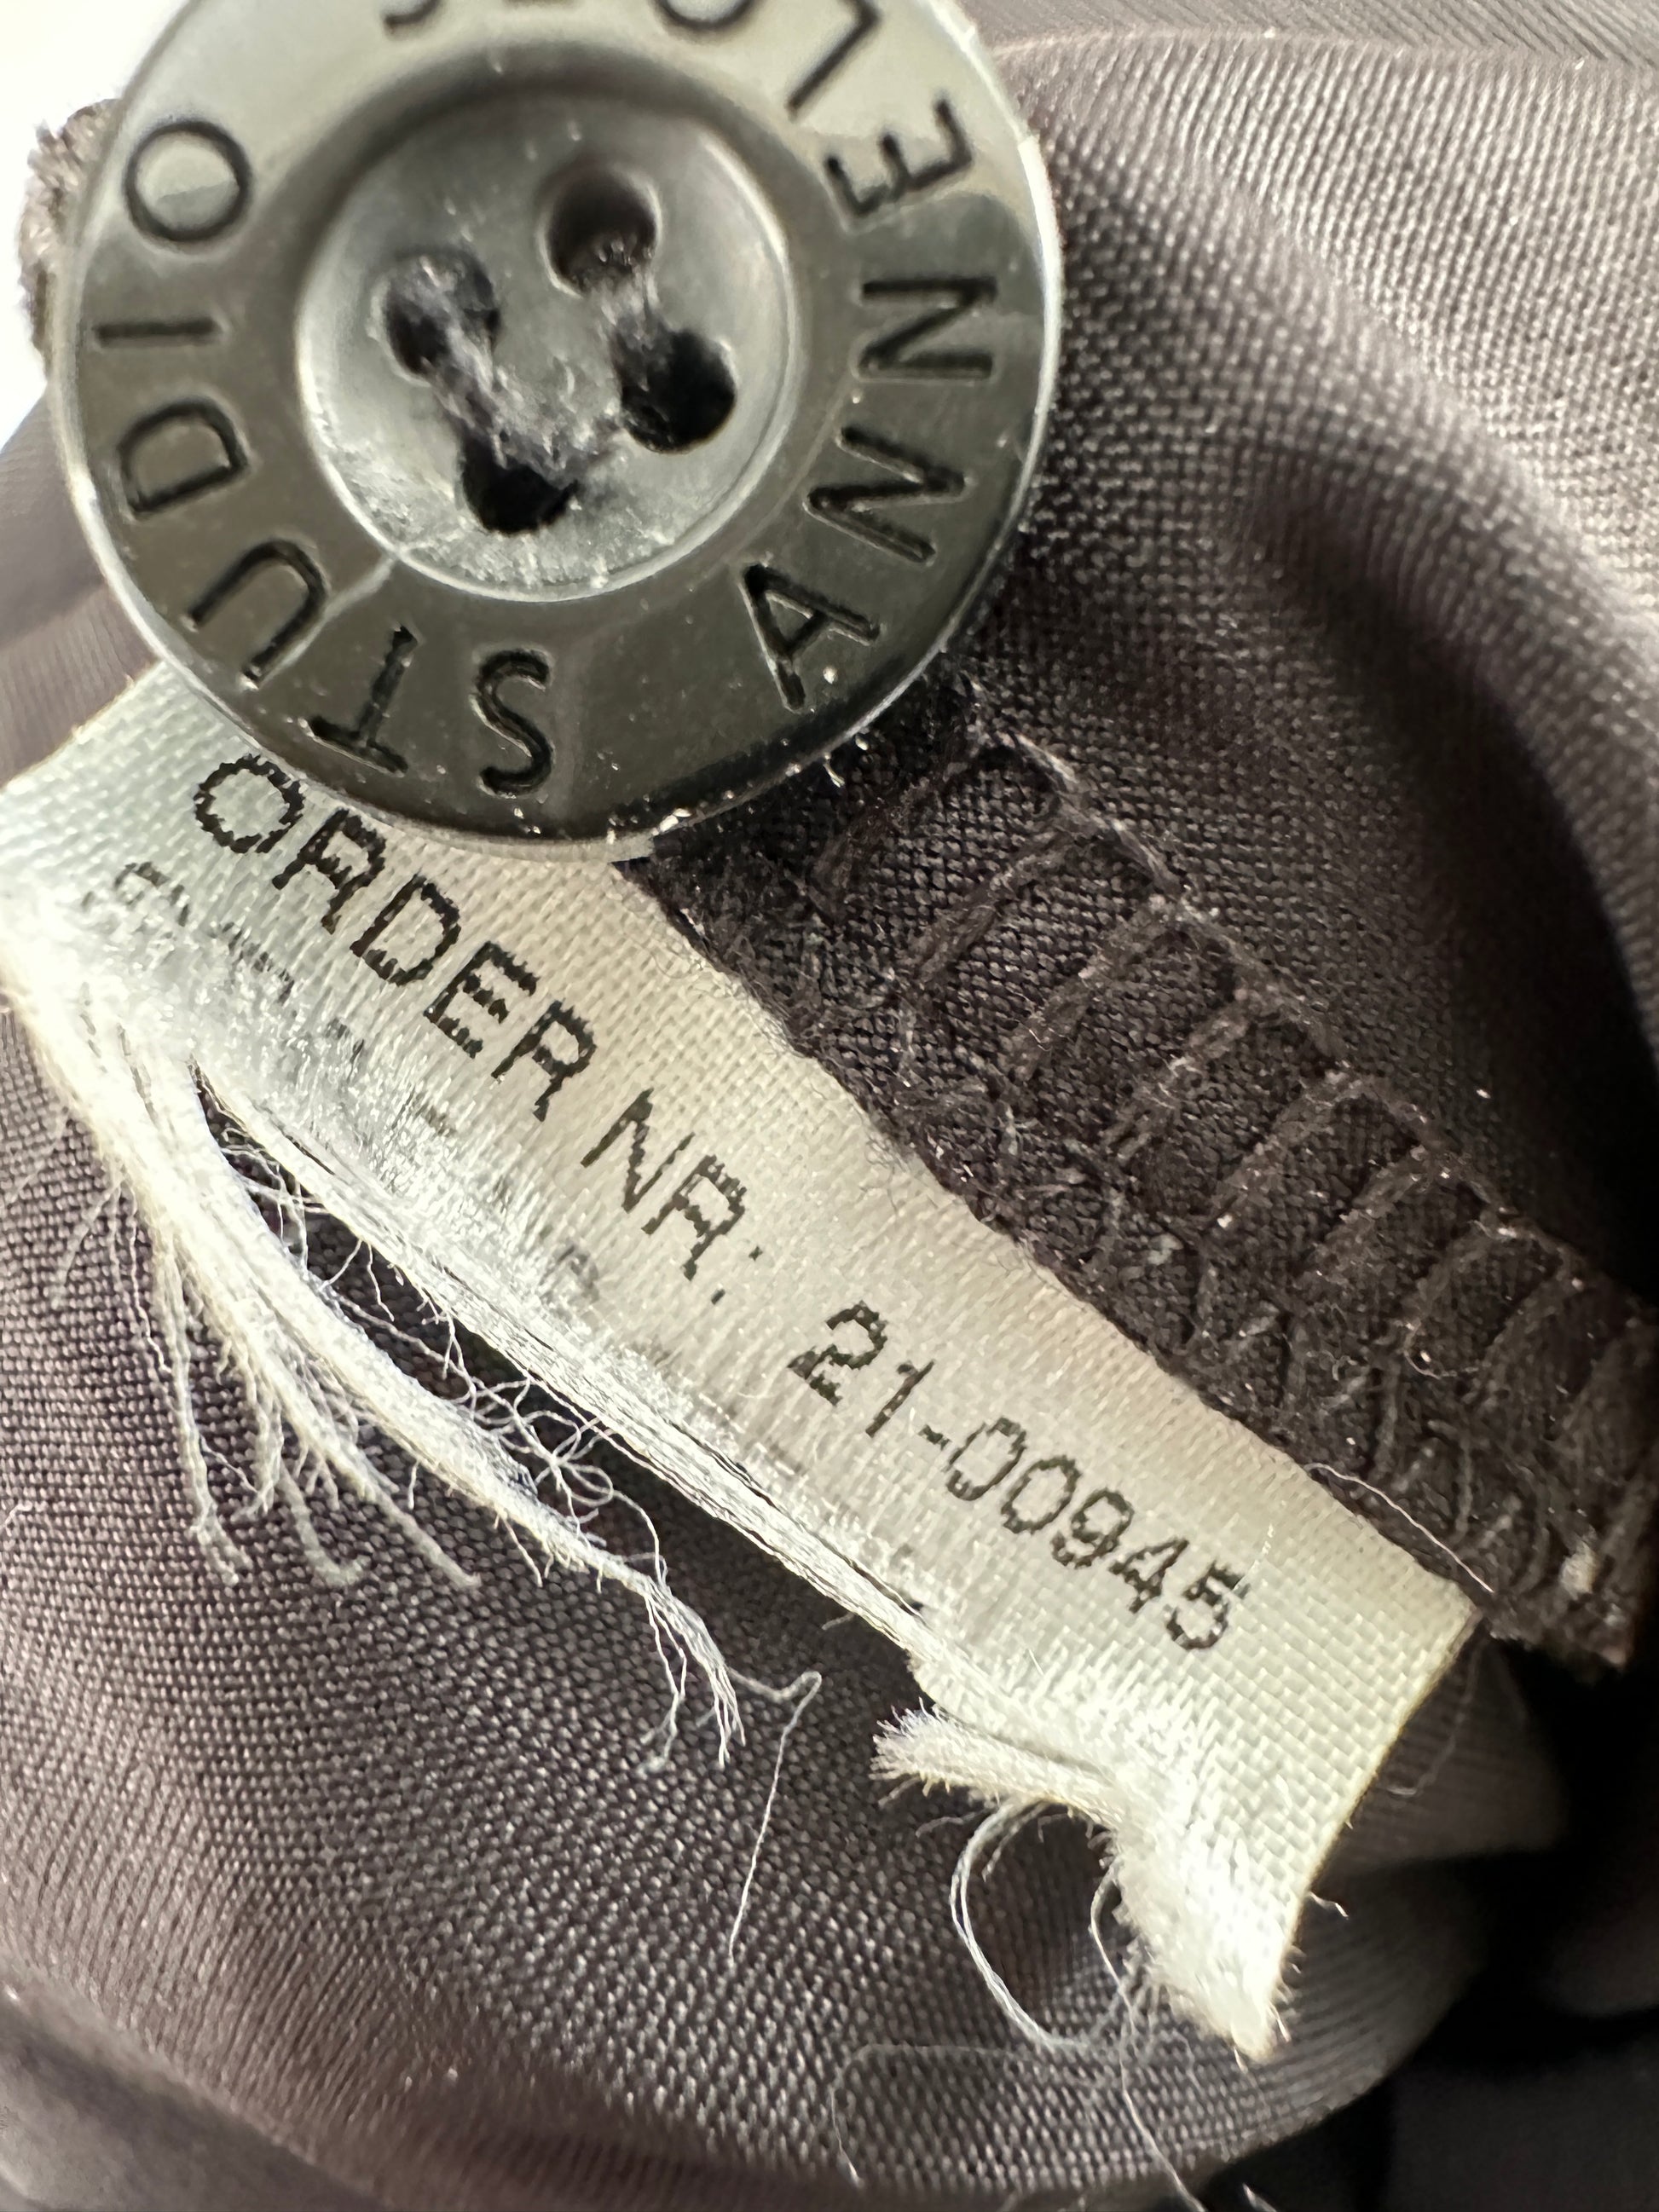 STUDIO ANNELOES
ORDER NR: 21-00945